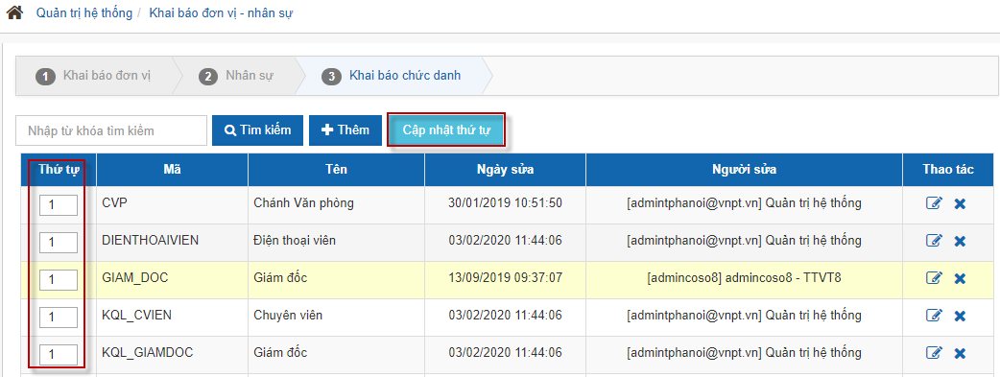 Quản trị hệ thống / Khai báo đơn vị - nhân sự
1 Khai báo đơn vị 2 Nhân sự 3 Khai báo chức danh
Nhập từ khóa tìm kiếm Tìm kiếm Thêm Cập nhật thứ tự
Thứ tự Mã Tên Ngày sửa Người sửa Thao tác
1 CVP Chánh Văn phòng 30/01/2019 10:51:50 [admintphanoi@vnpt.vn] Quản trị hệ thống
1 DIENTHOAIVIEN Điện thoại viên 03/02/2020 11:44:06 [admintphanoi@vnpt.vn] Quản trị hệ thống
1 GIAM_DOC Giám đốc 13/09/2019 09:37:07 [admincoso8] admincoso8 - TTVT8
1 KQL_CVIEN Chuyên viên 03/02/2020 11:44:06 [admintphanoi@vnpt.vn] Quản trị hệ thống
1 KQL_GIAMDOC Giám đốc 03/02/2020 11:44:06 [admintphanoi@vnpt.vn] Quản trị hệ thống